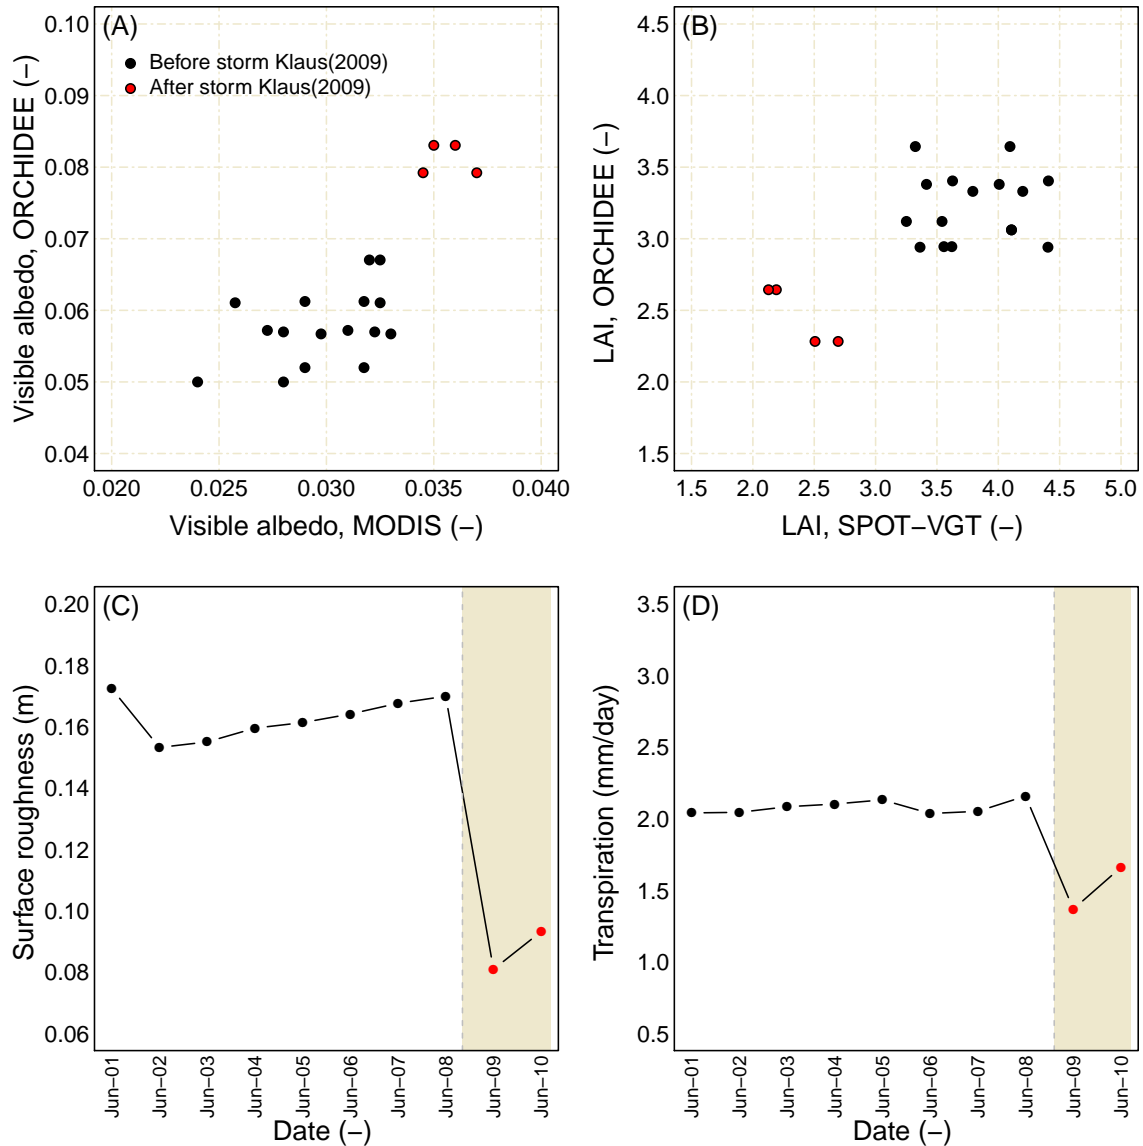 (A)
Before storm Klaus(2009)
After storm Klaus(2009)
Visible albedo, ORCHIDEE (−)
0.10
0.09
0.08
0.07
0.06
0.05
0.04
0.020 0.025 0.030 0.035 0.040
Visible albedo, MODIS (−)
(B)
LAI, ORCHIDEE (−)
4.5
4.0
3.5
3.0
2.5
2.0
1.5
1.5 2.0 2.5 3.0 3.5 4.0 4.5 5.0
LAI, SPOT−VGT (−)
(C)
Surface roughness (m)
0.20
0.18
0.16
0.14
0.12
0.10
0.08
0.06
Jun−01 Jun−02 Jun−03 Jun−04 Jun−05 Jun−06 Jun−07 Jun−08 Jun−09 Jun−10
Date (−)
(D)
Transpiration (mm/day)
3.5
3.0
2.5
2.0
1.5
1.0
0.5
Jun−01 Jun−02 Jun−03 Jun−04 Jun−05 Jun−06 Jun−07 Jun−08 Jun−09 Jun−10
Date (−)